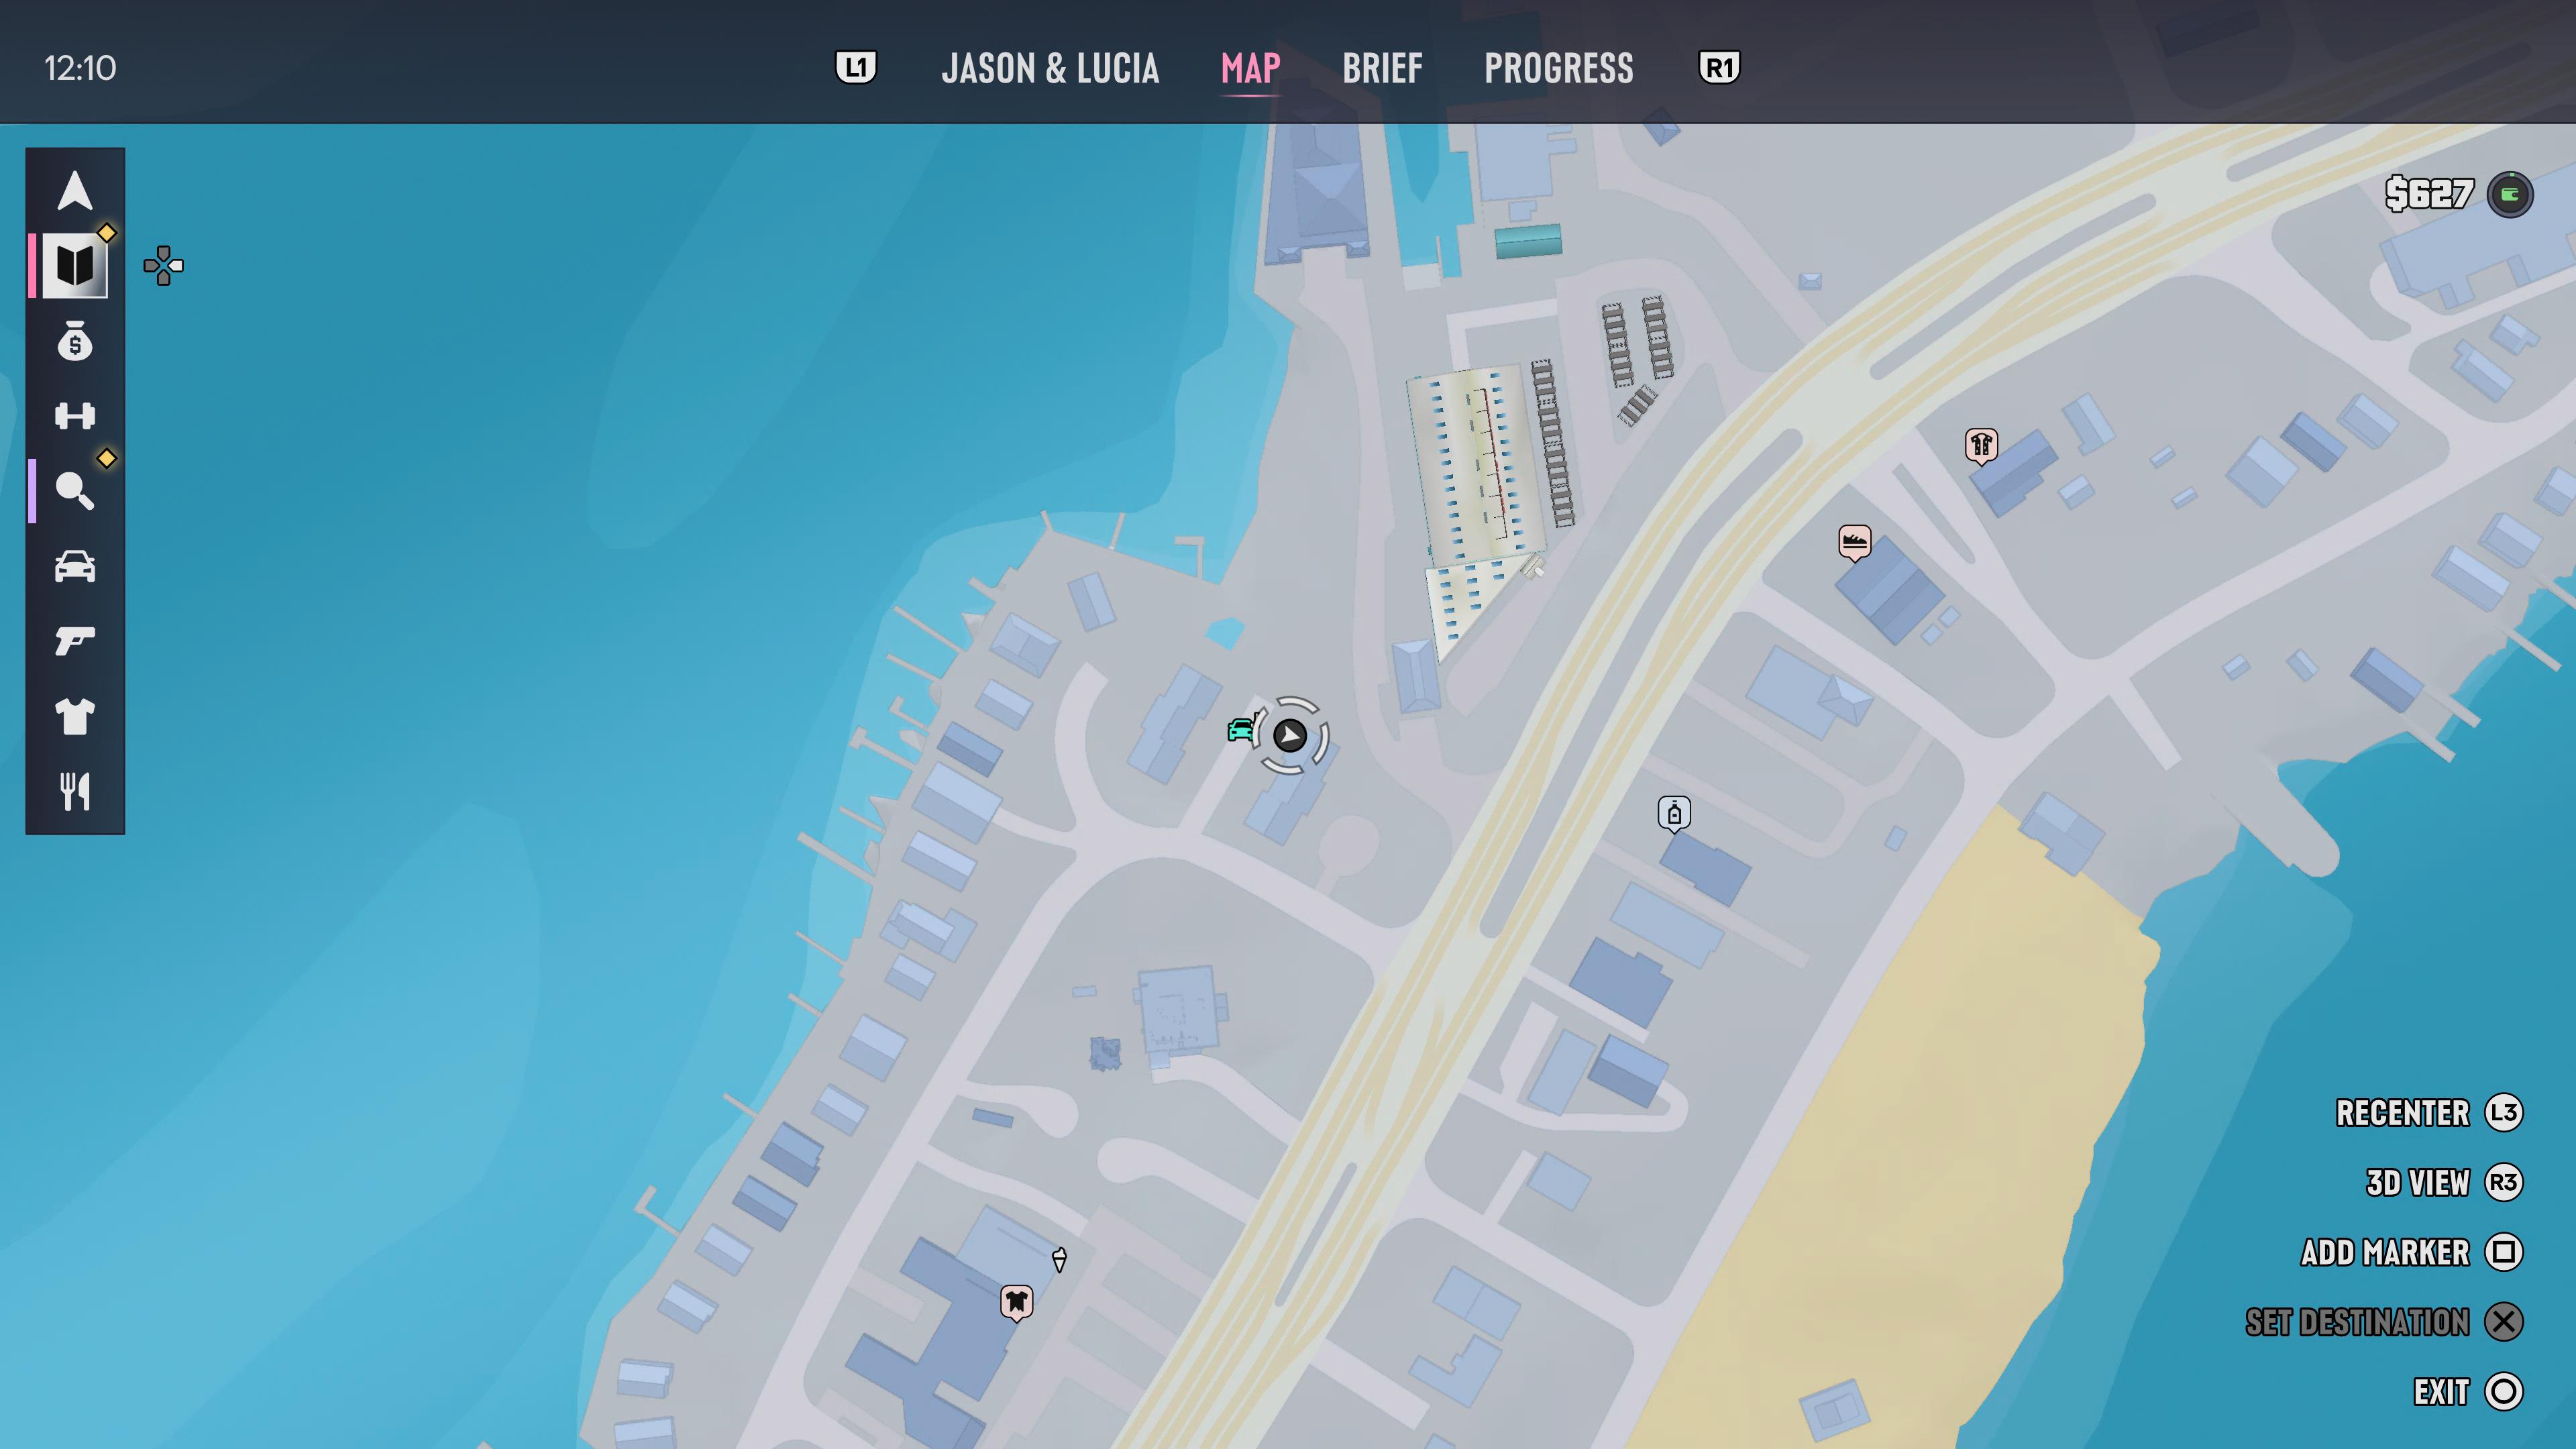 12:10
L1 JASON & LUCIA MAP BRIEF PROGRESS R1
$627
RECENTER L3
3D VIEW R3
ADD MARKER
SET DESTINATION
EXIT